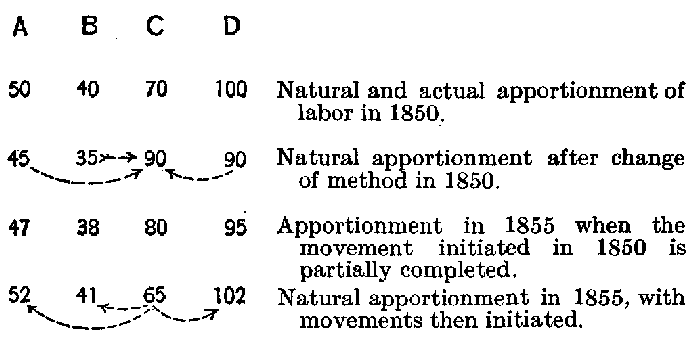 A B C D
50 40 70 100 Natural and actual apportionment of
labor in 1850.
45 35 90 90 Natural apportionment after change
of method in 1850.
47 38 80 95 Apportionment in 1855 when the
movement initiated in 1850 is
partially completed.
52 41 65 102 Natural apportionment in 1855, with
movements then initiated.